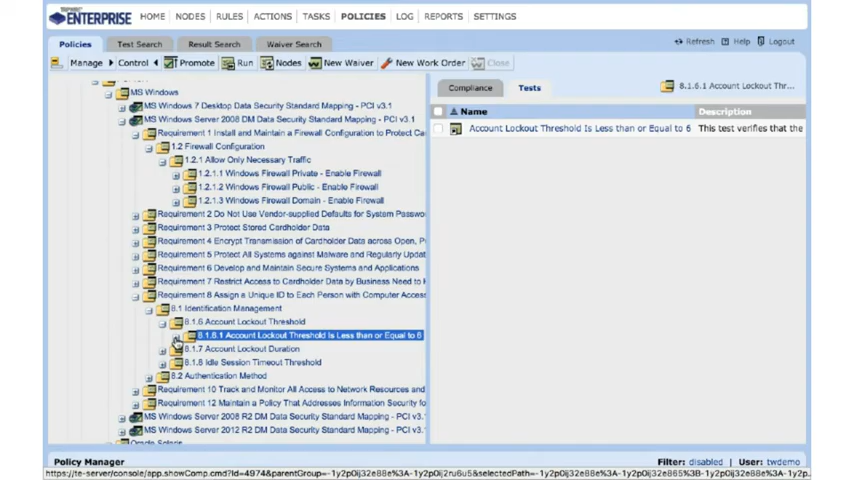 TRIPWIRE ENTERPRISE HOME NODES RULES ACTIONS TASKS POLICIES LOG REPORTS SETTINGS
Policies Test Search Result Search Waiver Search Refresh Help Logout
Manage Control Promote Run Nodes New Waiver New Work Order Close
MS Windows
MS Windows 7 Desktop Data Security Standard Mapping - PCI v3.1
MS Windows Server 2008 DM Data Security Standard Mapping - PCI v3.1
Requirement 1 Install and Maintain a Firewall Configuration to Protect Car
1.2 Firewall Configuration
1.2.1 Allow Only Necessary Traffic
1.2.1.1 Windows Firewall Private - Enable Firewall
1.2.1.2 Windows Firewall Public - Enable Firewall
1.2.1.3 Windows Firewall Domain - Enable Firewall
Requirement 2 Do Not Use Vendor-supplied Defaults for System Passwo
Requirement 3 Protect Stored Cardholder Data
Requirement 4 Encrypt Transmission of Cardholder Data across Open, P
Requirement 5 Protect All Systems against Malware and Regularly Updat
Requirement 6 Develop and Maintain Secure Systems and Applications
Requirement 7 Restrict Access to Cardholder Data by Business Need to
Requirement 8 Assign a Unique ID to Each Person with Computer Access
8.1 Identification Management
8.1.6 Account Lockout Threshold
8.1.6.1 Account Lockout Threshold Is Less than or Equal to 6
8.1.7 Account Lockout Duration
8.1.8 Idle Session Timeout Threshold
8.2 Authentication Method
Requirement 10 Track and Monitor All Access to Network Resources and
Requirement 12 Maintain a Policy That Addresses Information Security for
MS Windows Server 2008 R2 DM Data Security Standard Mapping - PCI v3.
MS Windows Server 2012 R2 DM Data Security Standard Mapping - PCI v3.
Oracle Solaris
Compliance Tests 8.1.6.1 Account Lockout Thr...
Name Description
Account Lockout Threshold Is Less than or Equal to 6 This test verifies that the
Policy Manager Filter: disabled User: twdemo